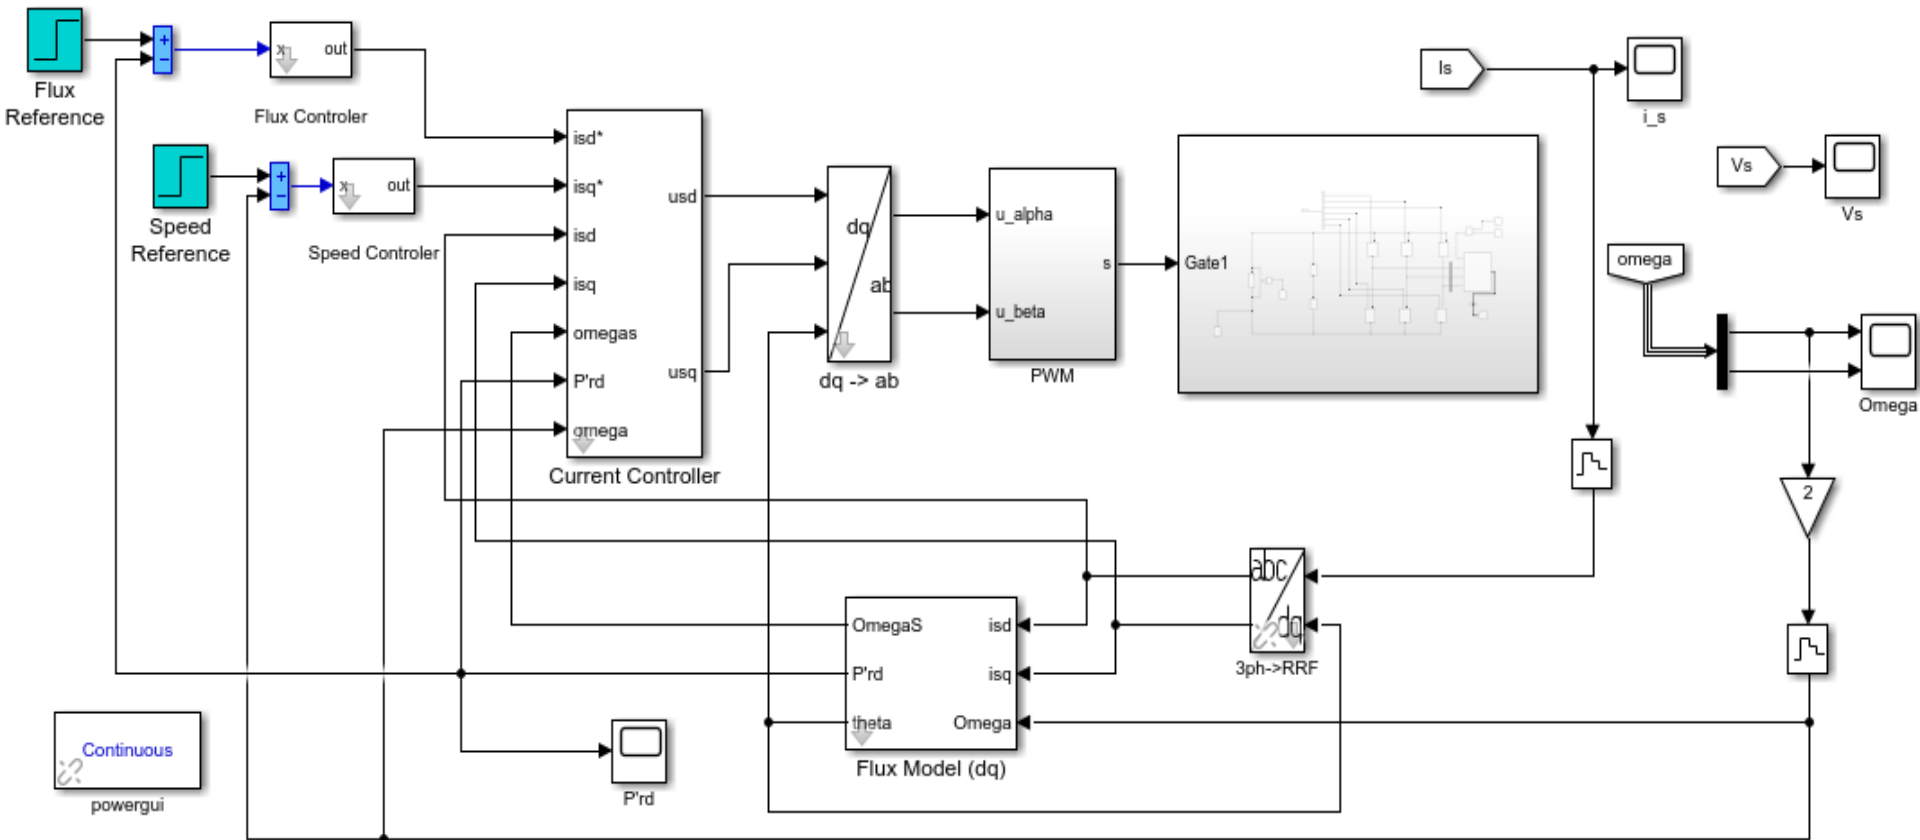 Flux
Reference
+
−
x
out
Flux Controler
Speed
Reference
+
−
x
out
Speed Controler
isd*
isq*
isd
isq
omegas
P'rd
omega
usd
usq
Current Controller
dq
ab
dq -> ab
u_alpha
u_beta
s
PWM
Gate1
Is
i_s
Vs
Vs
omega
Omega
2
abc
dq
3ph->RRF
OmegaS
P'rd
theta
isd
isq
Omega
Flux Model (dq)
P'rd
Continuous
powergui